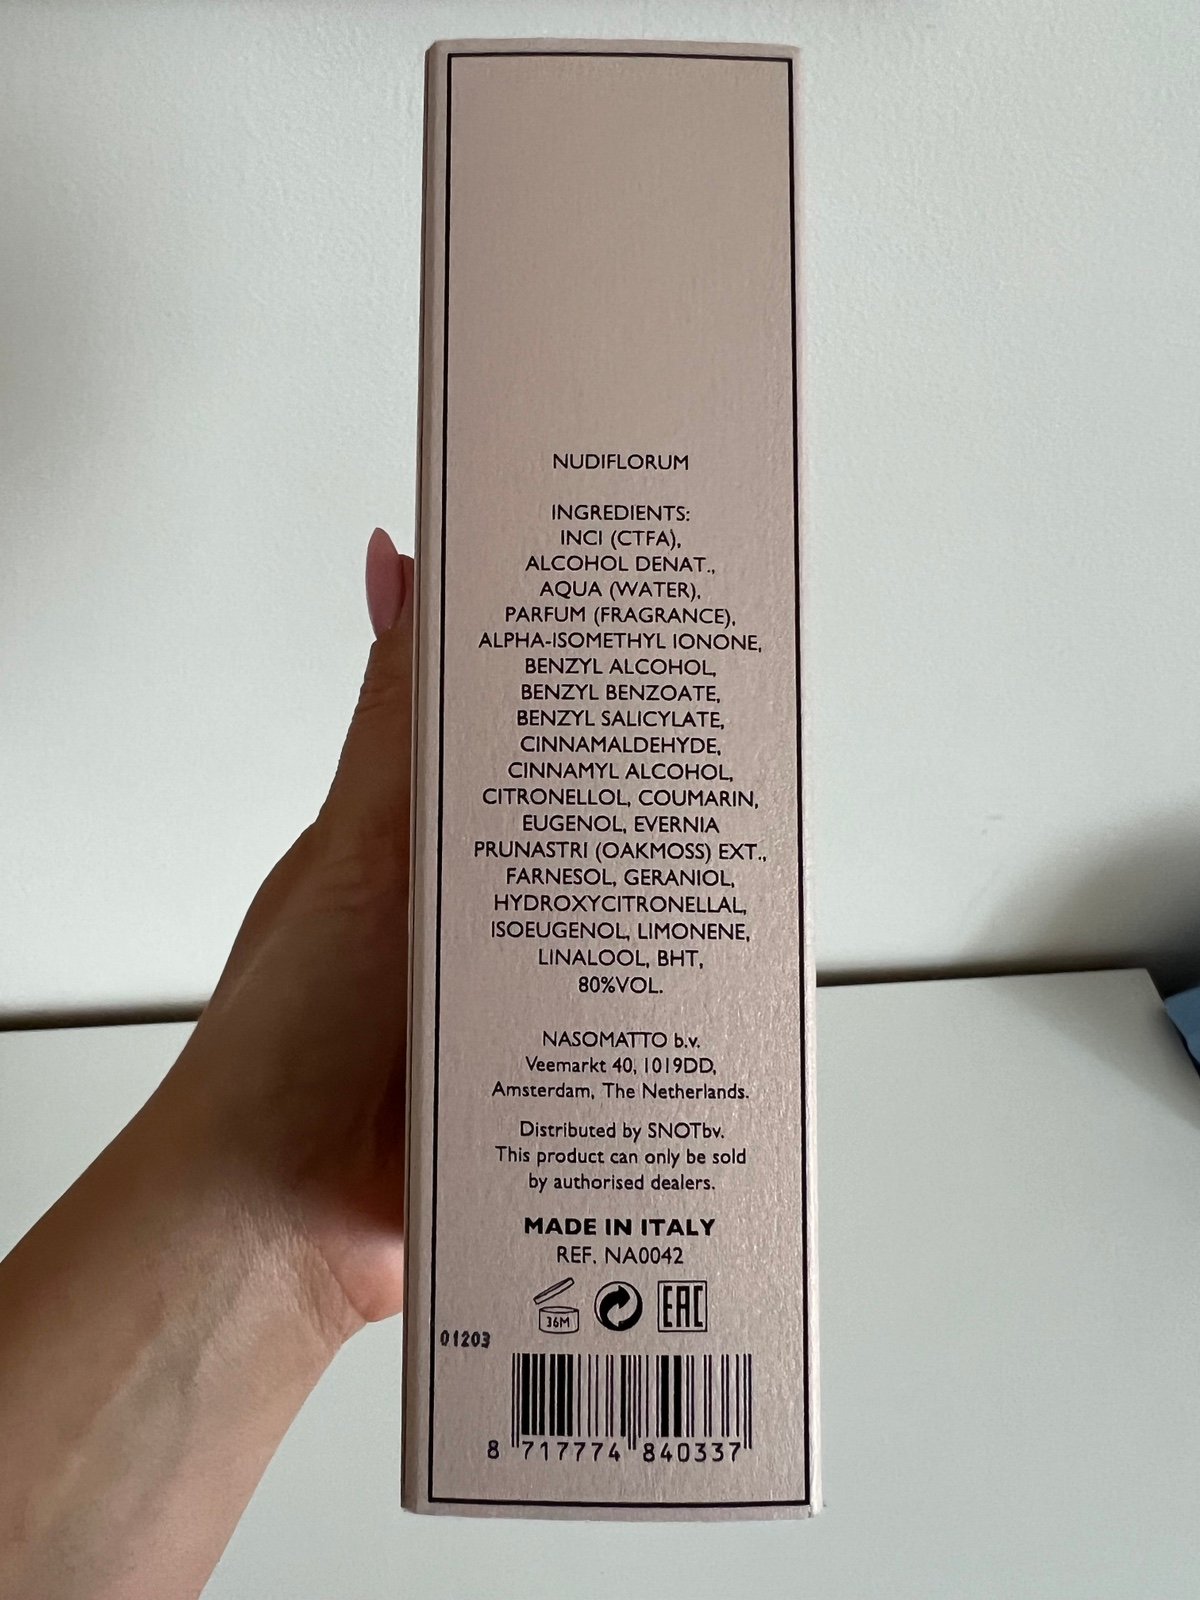 NUDIFLORUM
INGREDIENTS:
INCI (CTFA),
ALCOHOL DENAT.,
AQUA (WATER),
PARFUM (FRAGRANCE),
ALPHA-ISOMETHYL IONONE,
BENZYL ALCOHOL,
BENZYL BENZOATE,
BENZYL SALICYLATE,
CINNAMALDEHYDE,
CINNAMYL ALCOHOL,
CITRONELLOL, COUMARIN,
EUGENOL, EVERNIA
PRUNASTRI (OAKMOSS) EXT.,
FARNESOL, GERANIOL,
HYDROXYCITRONELLAL,
ISOEUGENOL, LIMONENE,
LINALOOL, BHT,
80%VOL.
NASOMATTO b.v.
Veemarkt 40, 1019DD,
Amsterdam, The Netherlands.
Distributed by SNOTbv.
This product can only be sold
by authorised dealers.
MADE IN ITALY
REF. NA0042
36M EAC
01203
8 717774 840337